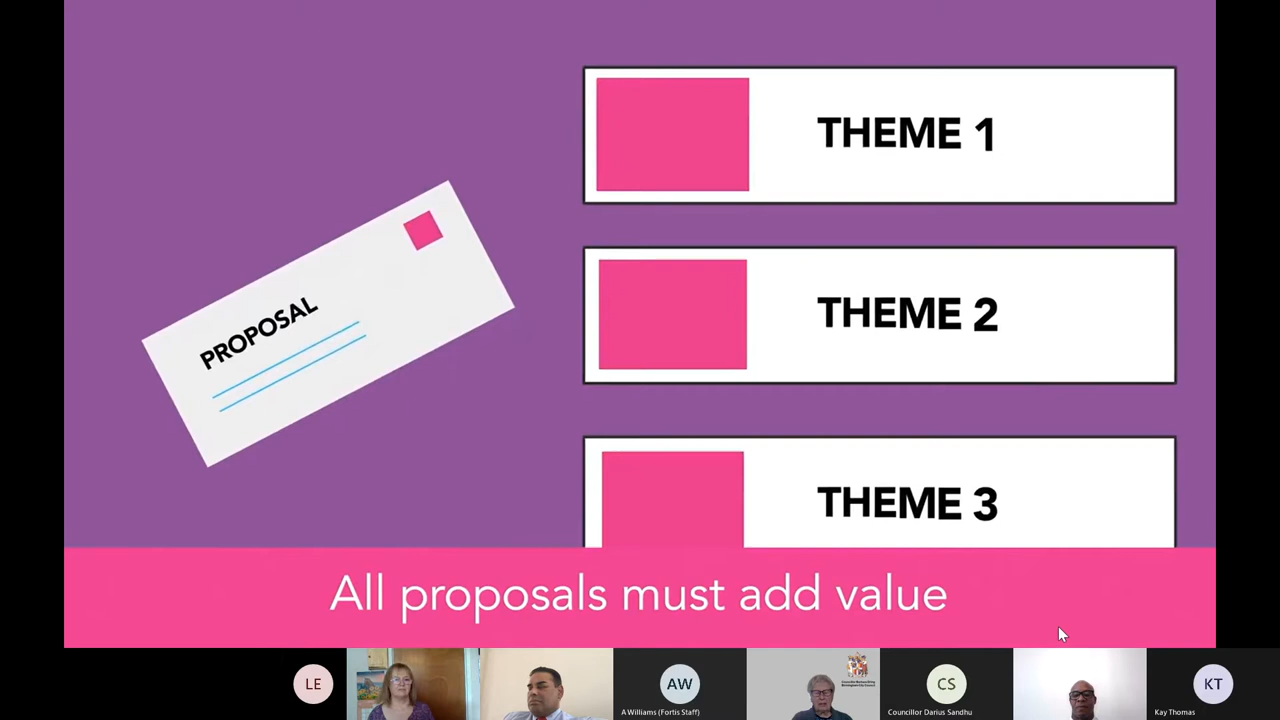 THEME 1
PROPOSAL
THEME 2
THEME 3
All proposals must add value
LE
AW
A Williams (Fortis Staff)
CS
Councillor Darius Sandhu
KT
Kay Thomas